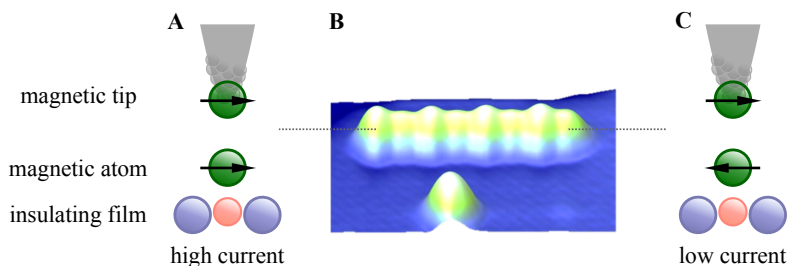 A
B
C
magnetic tip
magnetic atom
insulating film
high current
low current